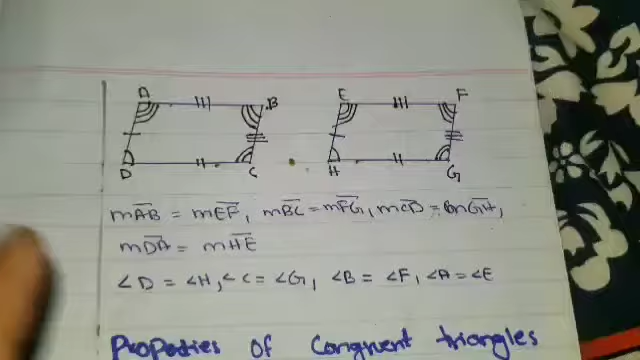 A B E F
D C H G
mAB = mEF, mBC = mFG, mCD = mGH,
mDA = mHE
∠D = ∠H, ∠C = ∠G, ∠B = ∠F, ∠A = ∠E
Properties of Congruent triangles